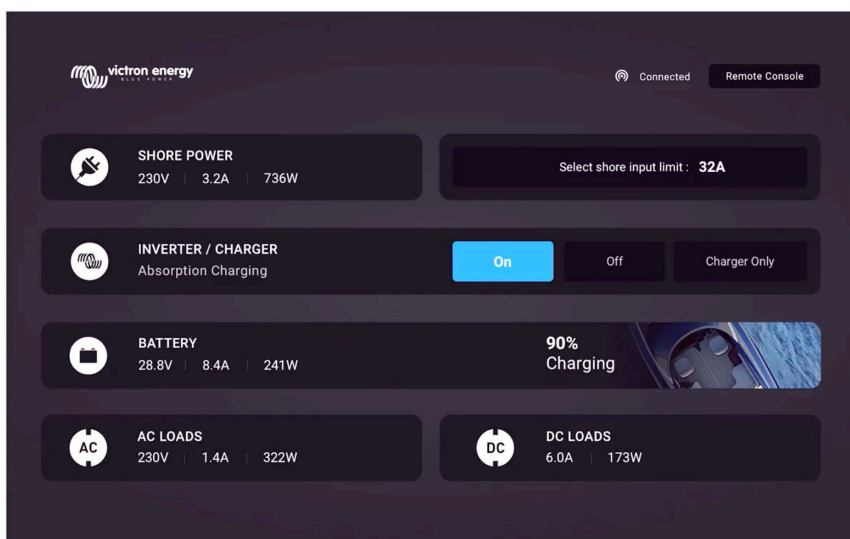 victron energy
BLUE POWER
Connected
Remote Console
SHORE POWER
230V 3.2A 736W
Select shore input limit : 32A
INVERTER / CHARGER
Absorption Charging
On
Off
Charger Only
BATTERY
28.8V 8.4A 241W
90%
Charging
AC
AC LOADS
230V 1.4A 322W
DC
DC LOADS
6.0A 173W